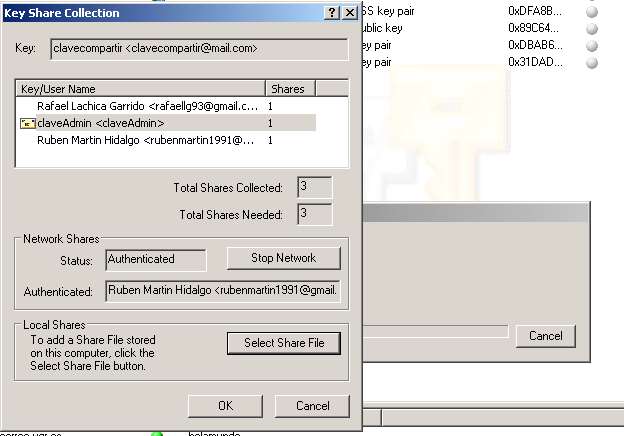 Key Share Collection
Key: clavecompartir <clavecompartir@mail.com>
Key/User Name Shares
Rafael Lachica Garrido <rafaellg93@gmail.c... 1
claveAdmin <claveAdmin> 1
Ruben Martin Hidalgo <rubenmartin1991@... 1
Total Shares Collected: 3
Total Shares Needed: 3
Network Shares
Status: Authenticated Stop Network
Authenticated: Ruben Martin Hidalgo <rubenmartin1991@gmail.
Local Shares
To add a Share File stored
on this computer, click the
Select Share File button.
Select Share File
OK Cancel
SS key pair 0xDFA8B...
ublic key 0x89C64...
ey pair 0xDBAB6...
ey pair 0x31DAD...
Cancel